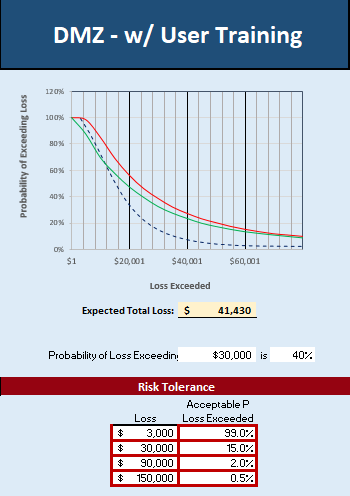 DMZ - w/ User Training
120%
100%
80%
60%
40%
20%
0%
Probability of Exceeding Loss
$1 $20,001 $40,001 $60,001
Loss Exceeded
Expected Total Loss: $ 41,430
Probability of Loss Exceeding $30,000 is 40%
Risk Tolerance
Acceptable P
Loss Loss Exceeded
$ 3,000 99.0%
$ 30,000 15.0%
$ 90,000 2.0%
$ 150,000 0.5%